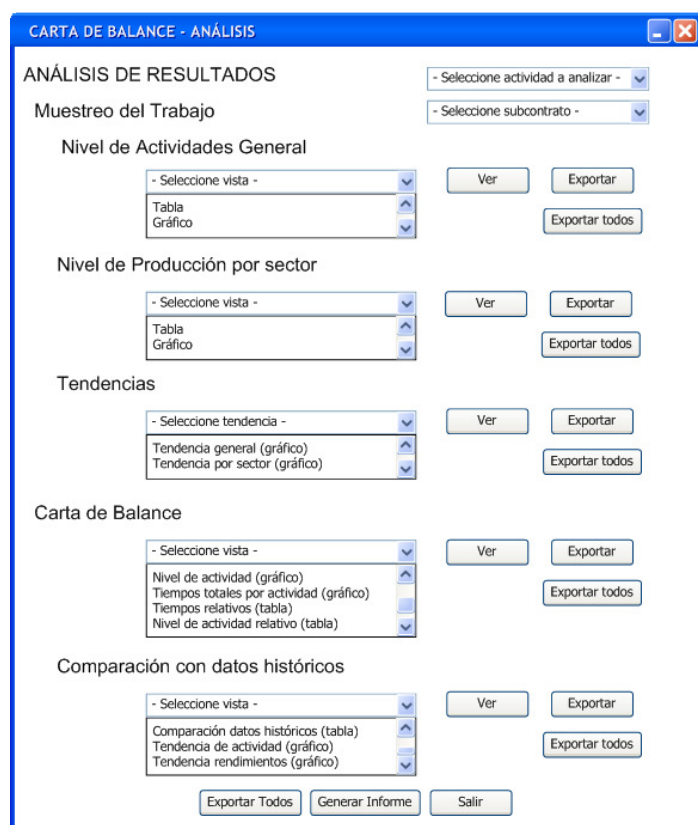 CARTA DE BALANCE - ANÁLISIS
ANÁLISIS DE RESULTADOS
- Seleccione actividad a analizar -
Muestreo del Trabajo
- Seleccione subcontrato -
Nivel de Actividades General
- Seleccione vista -
Ver
Exportar
Tabla
Gráfico
Exportar todos
Nivel de Producción por sector
- Seleccione vista -
Ver
Exportar
Tabla
Gráfico
Exportar todos
Tendencias
- Seleccione tendencia -
Ver
Exportar
Tendencia general (gráfico)
Tendencia por sector (gráfico)
Exportar todos
Carta de Balance
- Seleccione vista -
Ver
Exportar
Nivel de actividad (gráfico)
Tiempos totales por actividad (gráfico)
Tiempos relativos (tabla)
Nivel de actividad relativo (tabla)
Exportar todos
Comparación con datos históricos
- Seleccione vista -
Ver
Exportar
Comparación datos históricos (tabla)
Tendencia de actividad (gráfico)
Tendencia rendimientos (gráfico)
Exportar todos
Exportar Todos
Generar Informe
Salir